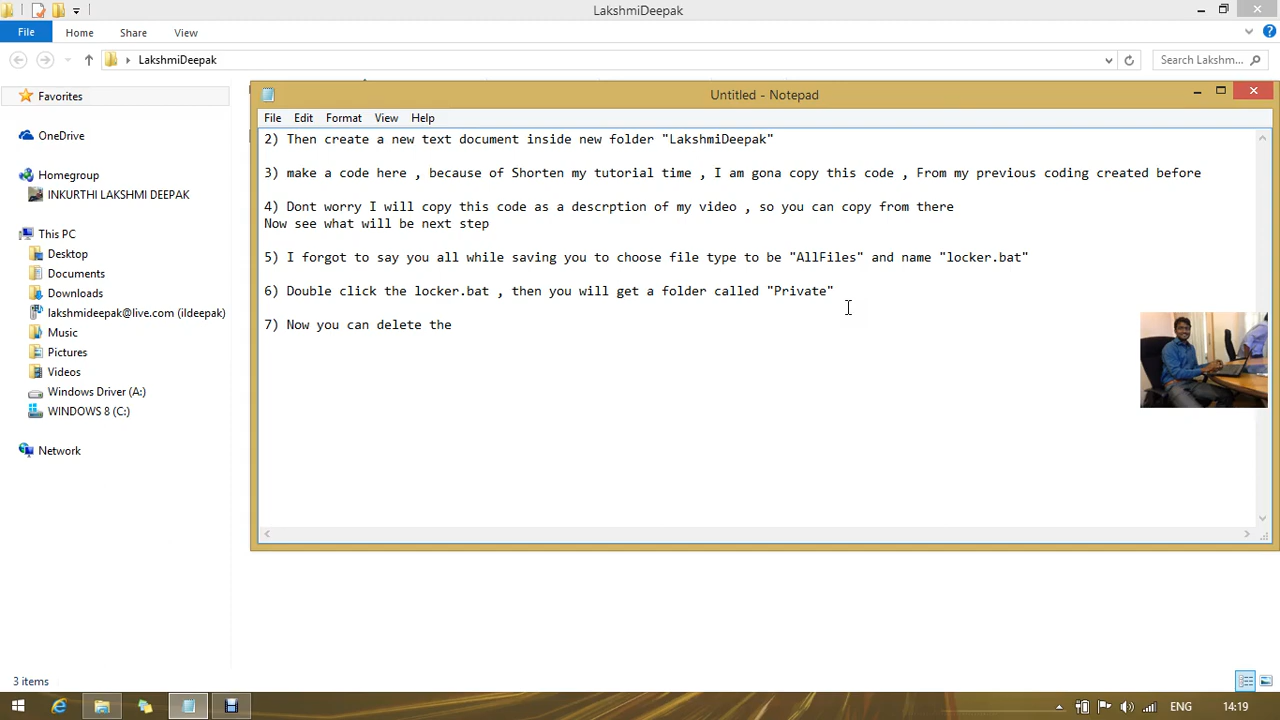 LakshmiDeepak
File Home Share View
LakshmiDeepak
Search Lakshm...
Favorites
OneDrive
Homegroup
INKURTHI LAKSHMI DEEPAK
This PC
Desktop
Documents
Downloads
lakshmideepak@live.com (ildeepak)
Music
Pictures
Videos
Windows Driver (A:)
WINDOWS 8 (C:)
Network
Untitled - Notepad
File Edit Format View Help
2) Then create a new text document inside new folder "LakshmiDeepak"
3) make a code here , because of Shorten my tutorial time , I am gona copy this code , From my previous coding created before
4) Dont worry I will copy this code as a descrption of my video , so you can copy from there
Now see what will be next step
5) I forgot to say you all while saving you to choose file type to be "AllFiles" and name "locker.bat"
6) Double click the locker.bat , then you will get a folder called "Private"
7) Now you can delete the
3 items
ENG 14:19